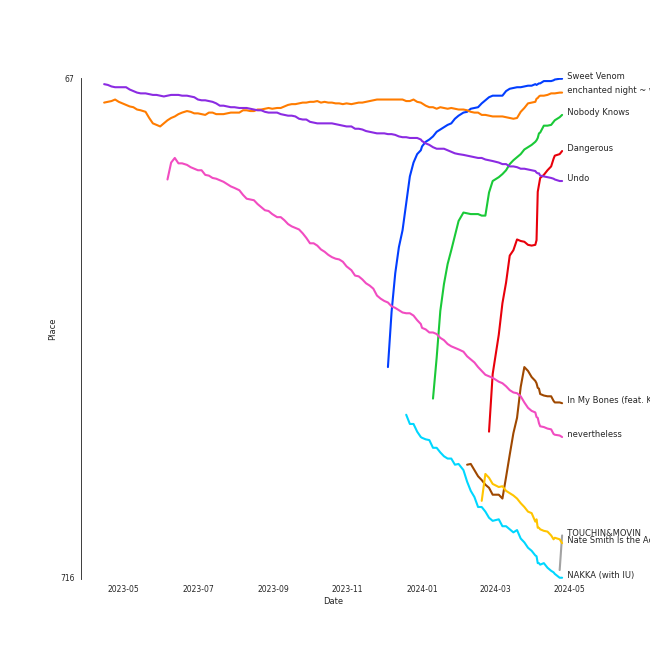 67
Sweet Venom
enchanted night ~
Nobody Knows
Dangerous
Undo
Place
In My Bones (feat. K
nevertheless
TOUCHIN&MOVIN
Nate Smith Is the
NAKKA (with IU)
716
2023-05 2023-07 2023-09 2023-11 2024-01 2024-03 2024-05
Date